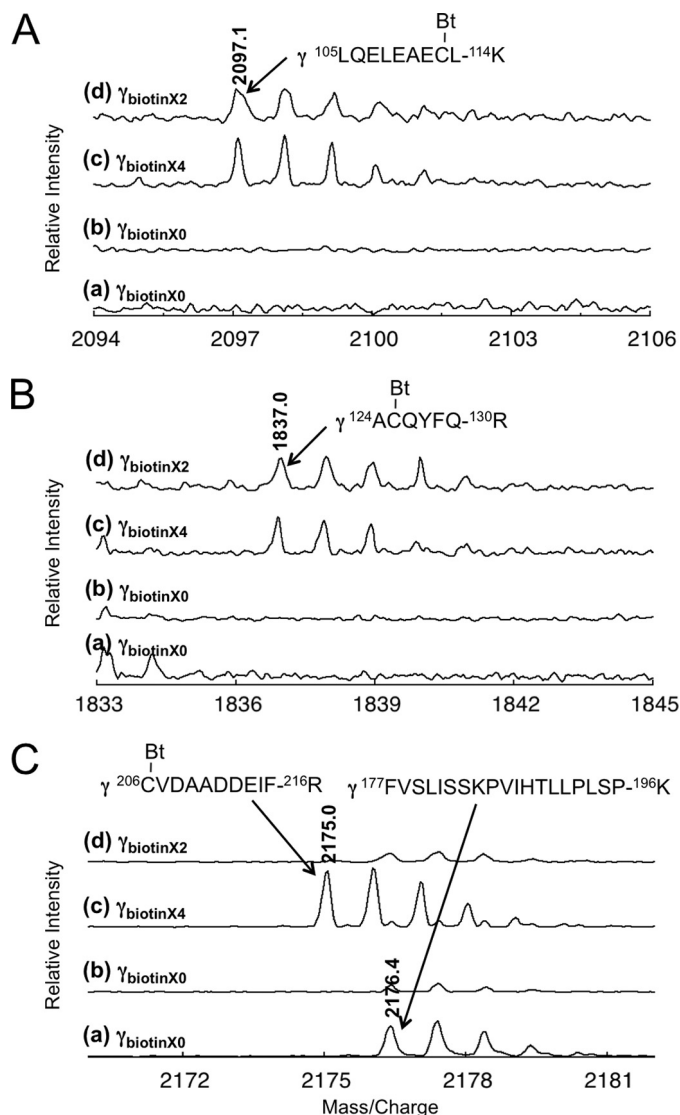 A
Bt
γ 105LQELEAECL-114K
2097.1
(d) γbiotinX2
(c) γbiotinX4
(b) γbiotinX0
(a) γbiotinX0
Relative Intensity
2094 2097 2100 2103 2106
B
Bt
γ 124ACQYFQ-130R
1837.0
(d) γbiotinX2
(c) γbiotinX4
(b) γbiotinX0
(a) γbiotinX0
Relative Intensity
1833 1836 1839 1842 1845
C
Bt
γ 206CVDAADDEIF-216R γ 177FVSLISSKPVIHTLLPLSP-196K
2175.0
(d) γbiotinX2
(c) γbiotinX4
(b) γbiotinX0
2176.4
(a) γbiotinX0
Relative Intensity
2172 2175 2178 2181
Mass/Charge